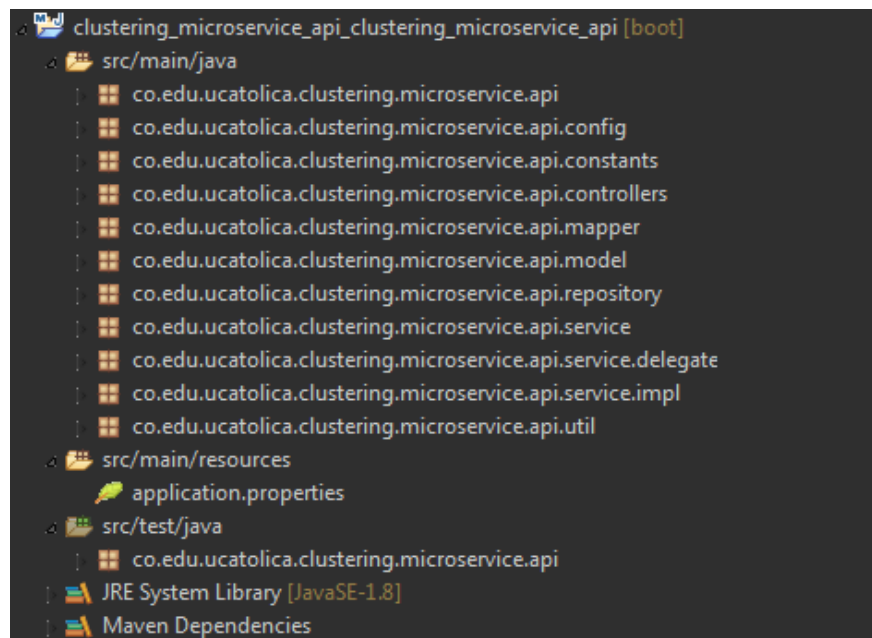 clustering_microservice_api_clustering_microservice_api [boot]
src/main/java
co.edu.ucatolica.clustering.microservice.api
co.edu.ucatolica.clustering.microservice.api.config
co.edu.ucatolica.clustering.microservice.api.constants
co.edu.ucatolica.clustering.microservice.api.controllers
co.edu.ucatolica.clustering.microservice.api.mapper
co.edu.ucatolica.clustering.microservice.api.model
co.edu.ucatolica.clustering.microservice.api.repository
co.edu.ucatolica.clustering.microservice.api.service
co.edu.ucatolica.clustering.microservice.api.service.delegate
co.edu.ucatolica.clustering.microservice.api.service.impl
co.edu.ucatolica.clustering.microservice.api.util
src/main/resources
application.properties
src/test/java
co.edu.ucatolica.clustering.microservice.api
JRE System Library [JavaSE-1.8]
Maven Dependencies